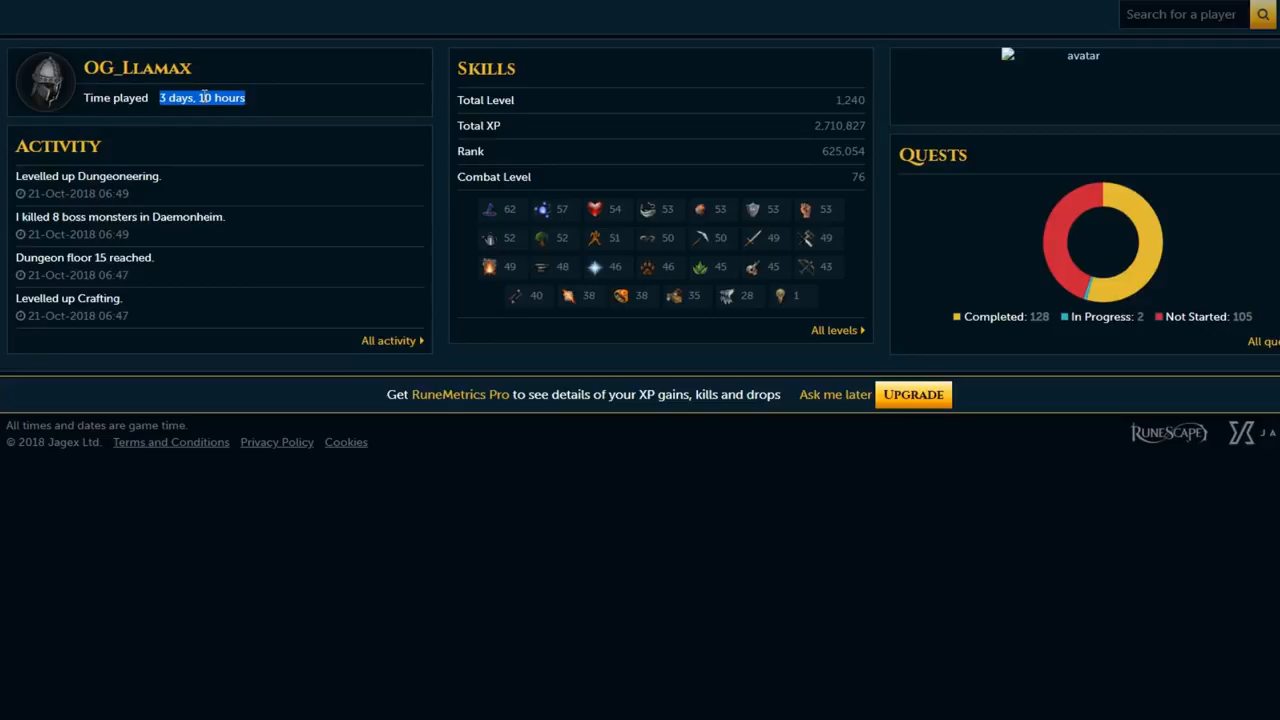 Search for a player
OG_Llamax
Time played 3 days, 10 hours
Activity
Levelled up Dungeoneering.
21-Oct-2018 06:49
I killed 8 boss monsters in Daemonheim.
21-Oct-2018 06:49
Dungeon floor 15 reached.
21-Oct-2018 06:47
Levelled up Crafting.
21-Oct-2018 06:47
All activity
Skills
Total Level 1,240
Total XP 2,710,827
Rank 625,054
Combat Level 76
62 57 54 53 53 53 53
52 52 51 50 50 49 49
49 48 46 46 45 45 43
40 38 38 35 28 1
All levels
avatar
Quests
Completed: 128 In Progress: 2 Not Started: 105
All que
Get RuneMetrics Pro to see details of your XP gains, kills and drops Ask me later Upgrade
All times and dates are game time.
© 2018 Jagex Ltd. Terms and Conditions Privacy Policy Cookies
RuneScape J A